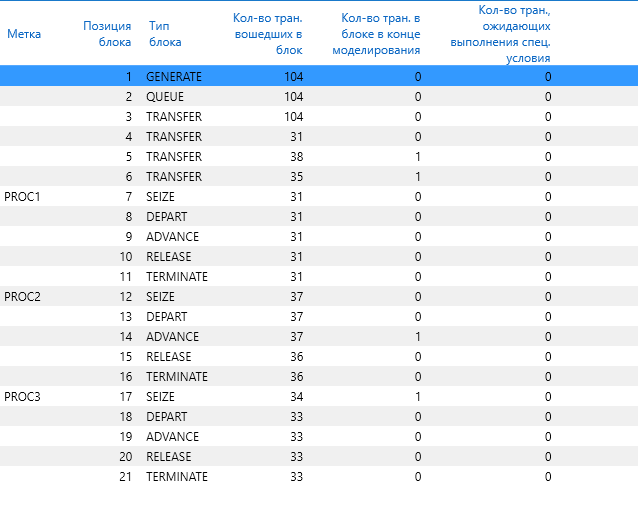 Метка Позиция блока Тип блока Кол-во тран. вошедших в блок Кол-во тран. в блоке в конце моделирования Кол-во тран., ожидающих выполнения спец. условия
1 GENERATE 104 0 0
2 QUEUE 104 0 0
3 TRANSFER 104 0 0
4 TRANSFER 31 0 0
5 TRANSFER 38 1 0
6 TRANSFER 35 1 0
PROC1 7 SEIZE 31 0 0
8 DEPART 31 0 0
9 ADVANCE 31 0 0
10 RELEASE 31 0 0
11 TERMINATE 31 0 0
PROC2 12 SEIZE 37 0 0
13 DEPART 37 0 0
14 ADVANCE 37 1 0
15 RELEASE 36 0 0
16 TERMINATE 36 0 0
PROC3 17 SEIZE 34 1 0
18 DEPART 33 0 0
19 ADVANCE 33 0 0
20 RELEASE 33 0 0
21 TERMINATE 33 0 0